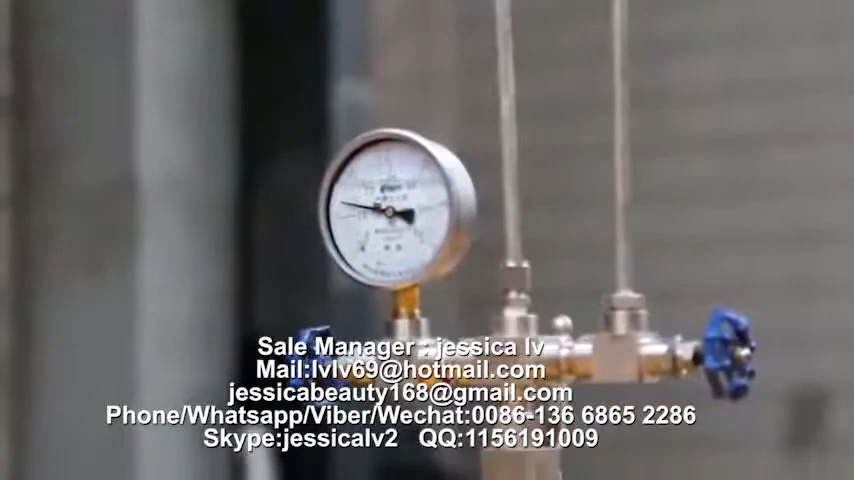 Sale Manager : jessica lv
Mail:lvlv69@hotmail.com
jessicabeauty168@gmail.com
Phone/Whatsapp/Viber/Wechat:0086-136 6865 2286
Skype:jessicalv2 QQ:1156191009